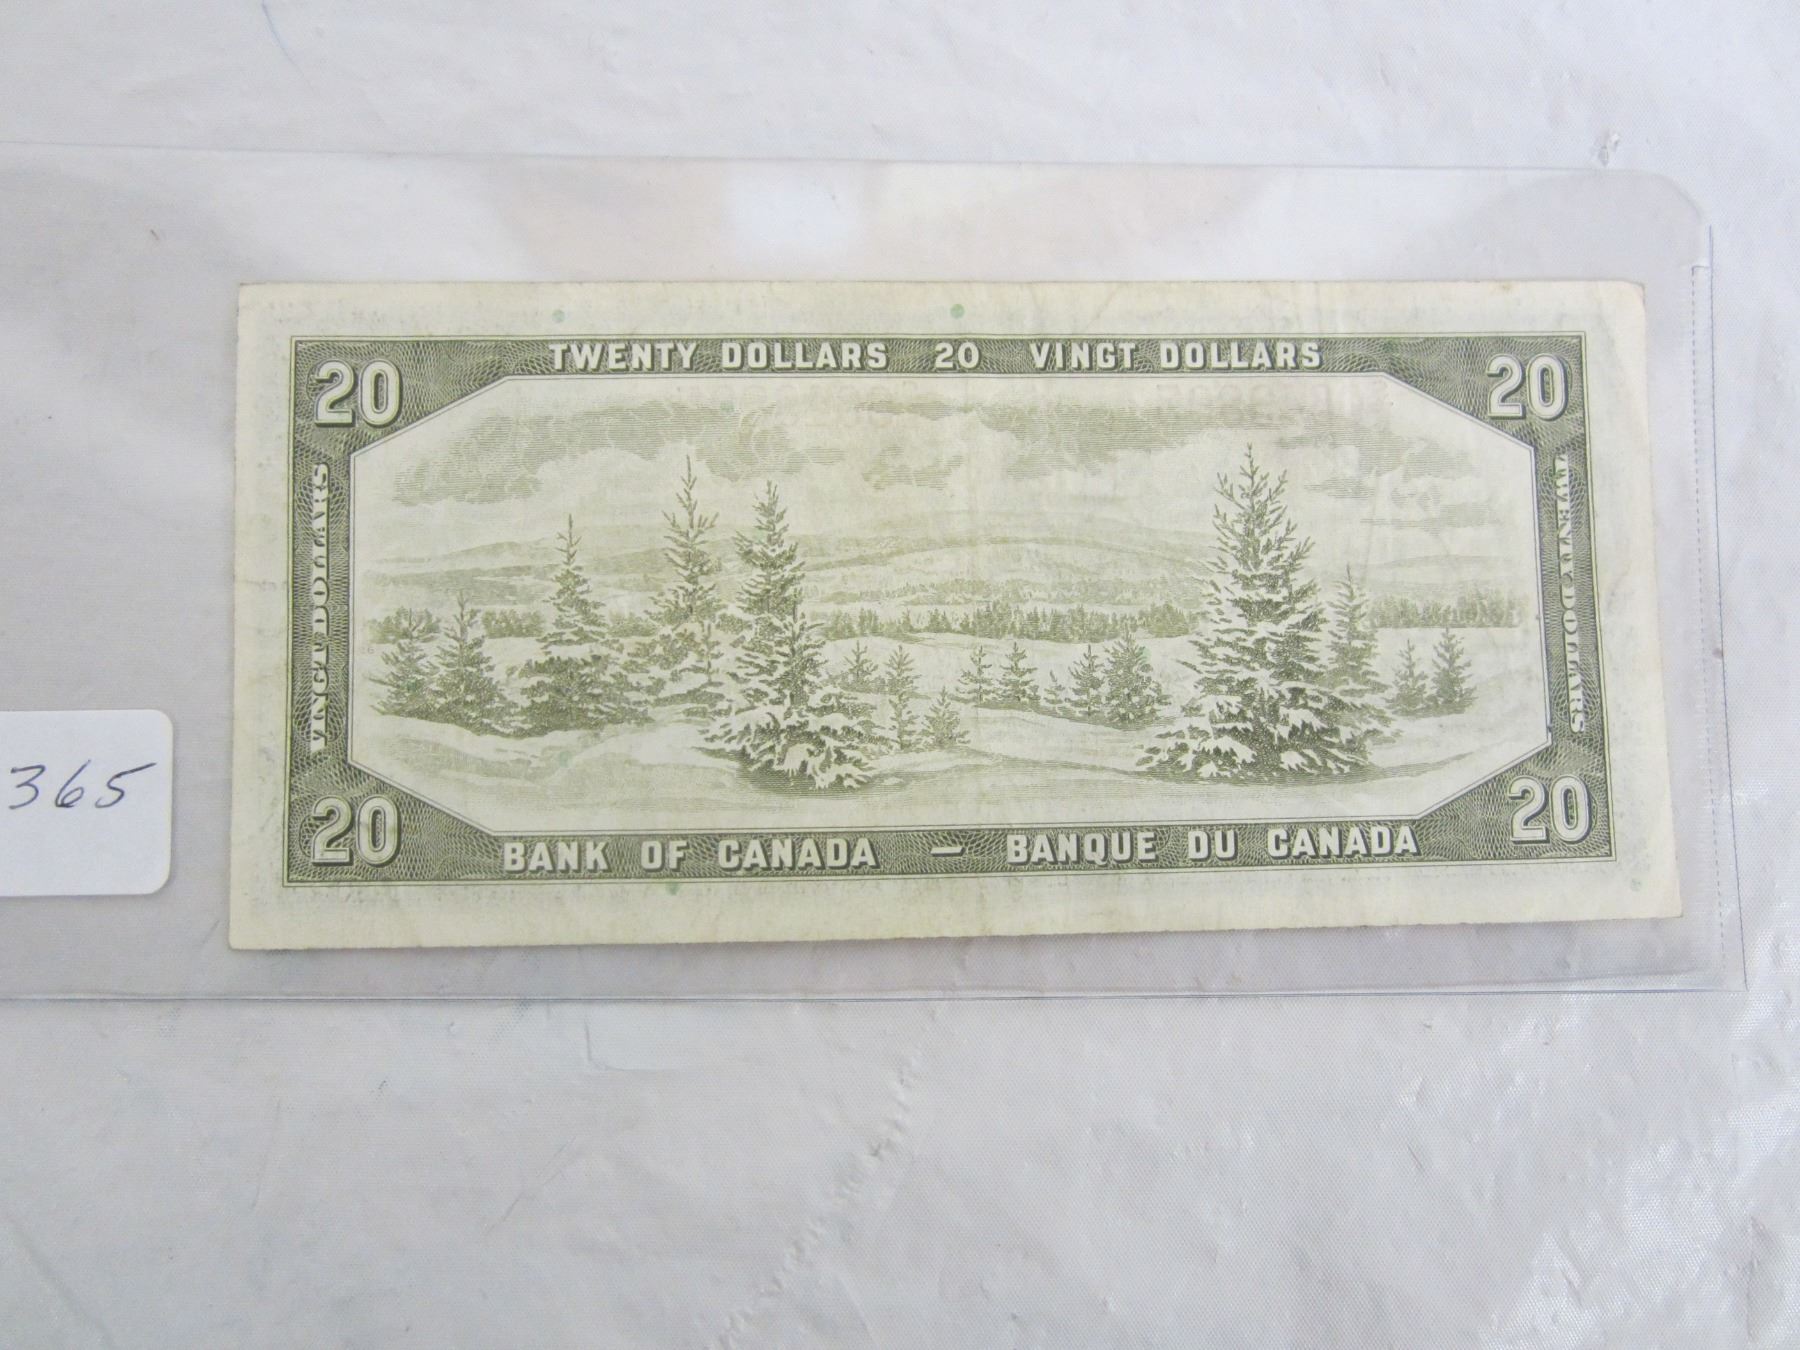 TWENTY DOLLARS 20 VINGT DOLLARS
20
20
VINGT DOLLARS
TWENTY DOLLARS
365
20
20
BANK OF CANADA — BANQUE DU CANADA